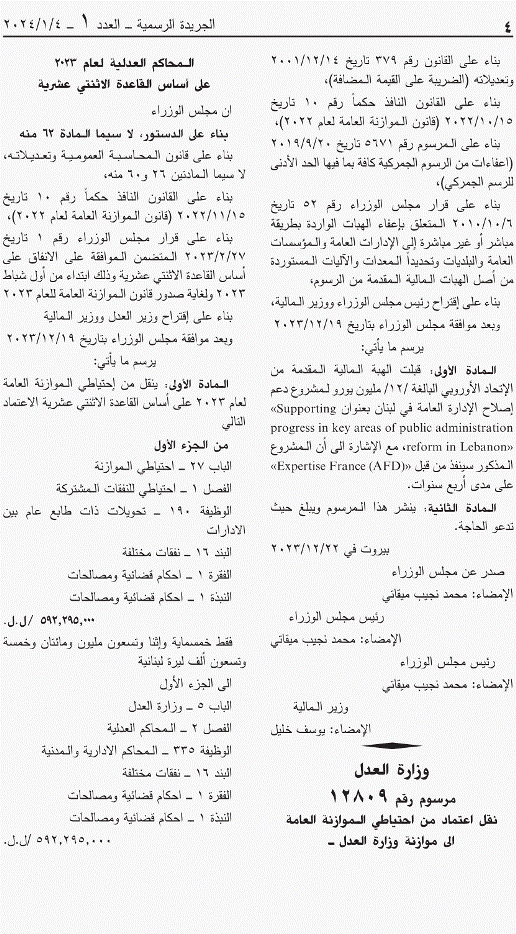 ٤
الجريدة الرسمية ـ العدد ١ ـ ٢٠٢٤/١/٤
بناء على القانون رقم ٣٧٩ تاريخ ٢٠٠١/١٢/١٤
وتعديلاته (الضريبة على القيمة المضافة)،
بناء على القانون النافذ حكماً رقم ١٠ تاريخ
٢٠٢٢/١٠/١٥ (قانون الموازنة العامة لعام ٢٠٢٢)،
بناء على المرسوم رقم ٥٦٧١ تاريخ ٢٠١٩/٩/٢٠
(اعفاءات من الرسوم الجمركية كافة بما فيها الحد الأدنى
للرسم الجمركي)،
بناء على قرار مجلس الوزراء رقم ٥٢ تاريخ
٢٠١٠/١٠/٦ المتعلق بإعفاء الهبات الواردة بطريقة
مباشر أو غير مباشرة إلى الإدارات العامة والمؤسسات
العامة والبلديات وتحديداً المعدات والآليات المستوردة
من أصل الهبات المالية المقدمة من الرسوم،
بناء على إقتراح رئيس مجلس الوزراء ووزير المالية،
وبعد موافقة مجلس الوزراء بتاريخ ٢٠٢٣/١٢/١٩
يرسم ما يأتي:
المادة الأولى: قبلت الهبة المالية المقدمة من
الإتحاد الأوروبي البالغة /١٢/ مليون يورو لمشروع دعم
إصلاح الإدارة العامة في لبنان بعنوان «Supporting
progress in key areas of public administration
reform in Lebanon»، مع الإشارة الى أن المشروع
المذكور سينفذ من قبل «Expertise France (AFD)»
على مدى أربع سنوات.
المادة الثانية: ينشر هذا المرسوم ويبلغ حيث
تدعو الحاجة.
بيروت في ٢٠٢٣/١٢/٢٢
صدر عن مجلس الوزراء
الإمضاء: محمد نجيب ميقاتي
رئيس مجلس الوزراء
الإمضاء: محمد نجيب ميقاتي
رئيس مجلس الوزراء
الإمضاء: محمد نجيب ميقاتي
وزير المالية
الإمضاء: يوسف خليل
وزارة العدل
مرسوم رقم ١٢٨٠٩
نقل اعتماد من احتياطي الموازنة العامة
الى موازنة وزارة العدل ـ
المحاكم العدلية لعام ٢٠٢٣
على أساس القاعدة الاثنتي عشرية
ان مجلس الوزراء
بناء على الدستور، لا سيما المادة ٦٢ منه
بناء على قانون المحاسبة العمومية وتعديلاته،
لا سيما المادتين ٢٦ و٦٠ منه،
بناء على القانون النافذ حكماً رقم ١٠ تاريخ
٢٠٢٢/١١/١٥ (قانون الموازنة العامة لعام ٢٠٢٢)،
بناء على قرار مجلس الوزراء رقم ١ تاريخ
٢٠٢٣/٢/٢٧ المتضمن الموافقة على الانفاق على
أساس القاعدة الاثنتي عشرية وذلك ابتداء من أول شباط
٢٠٢٣ ولغاية صدور قانون الموازنة العامة للعام ٢٠٢٣
بناء على إقتراح وزير العدل ووزير المالية
وبعد موافقة مجلس الوزراء بتاريخ ٢٠٢٣/١٢/١٩
يرسم ما يأتي:
المادة الأولى: ينقل من إحتياطي الموازنة العامة
لعام ٢٠٢٣ على أساس القاعدة الاثنتي عشرية الاعتماد
التالي
من الجزء الأول
الباب ٢٧ ـ احتياطي الموازنة
الفصل ١ ـ احتياطي للنفقات المشتركة
الوظيفة ١٩٠ ـ تحويلات ذات طابع عام بين
الادارات
البند ١٦ ـ نفقات مختلفة
الفقرة ١ ـ احكام قضائية ومصالحات
النبذة ١ ـ احكام قضائية ومصالحات
٥٩٢,٢٩٥,٠٠٠ /ل.ل.
فقط خمسماية وإثنا وتسعون مليون ومائتان وخمسة
وتسعون ألف ليرة لبنانية
الى الجزء الأول
الباب ٥ ـ وزارة العدل
الفصل ٢ ـ المحاكم العدلية
الوظيفة ٣٣٥ ـ المحاكم الادارية والمدنية
البند ١٦ ـ نفقات مختلفة
الفقرة ١ ـ احكام قضائية ومصالحات
النبذة ١ ـ احكام قضائية ومصالحات
٥٩٢,٢٩٥,٠٠٠ /ل.ل.